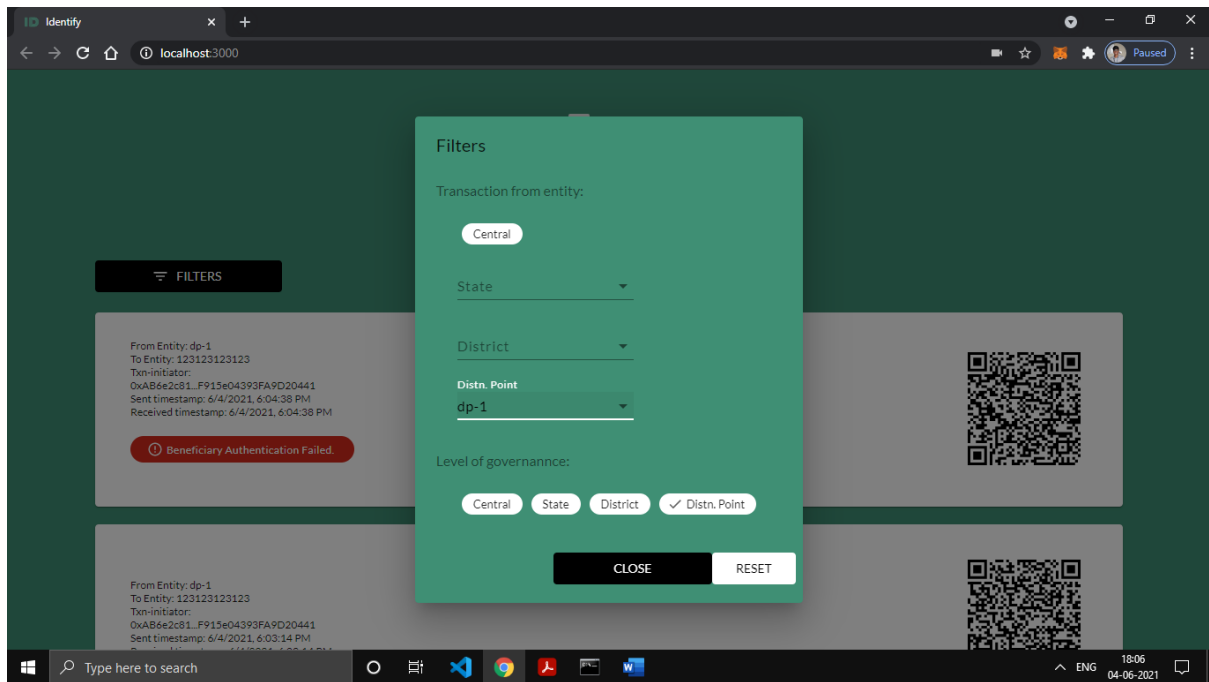 Identify
localhost:3000
Paused
Filters
Transaction from entity:
Central
FILTERS
State
District
Distn. Point
dp-1
Level of governannce:
Central State District Distn. Point
CLOSE RESET
From Entity: dp-1
To Entity: 123123123123
Txn-initiator:
0xAB6e2c81...F915e04393FA9D20441
Sent timestamp: 6/4/2021, 6:04:38 PM
Received timestamp: 6/4/2021, 6:04:38 PM
Beneficiary Authentication Failed.
From Entity: dp-1
To Entity: 123123123123
Txn-initiator:
0xAB6e2c81...F915e04393FA9D20441
Sent timestamp: 6/4/2021, 6:03:14 PM
Type here to search
ENG
18:06
04-06-2021